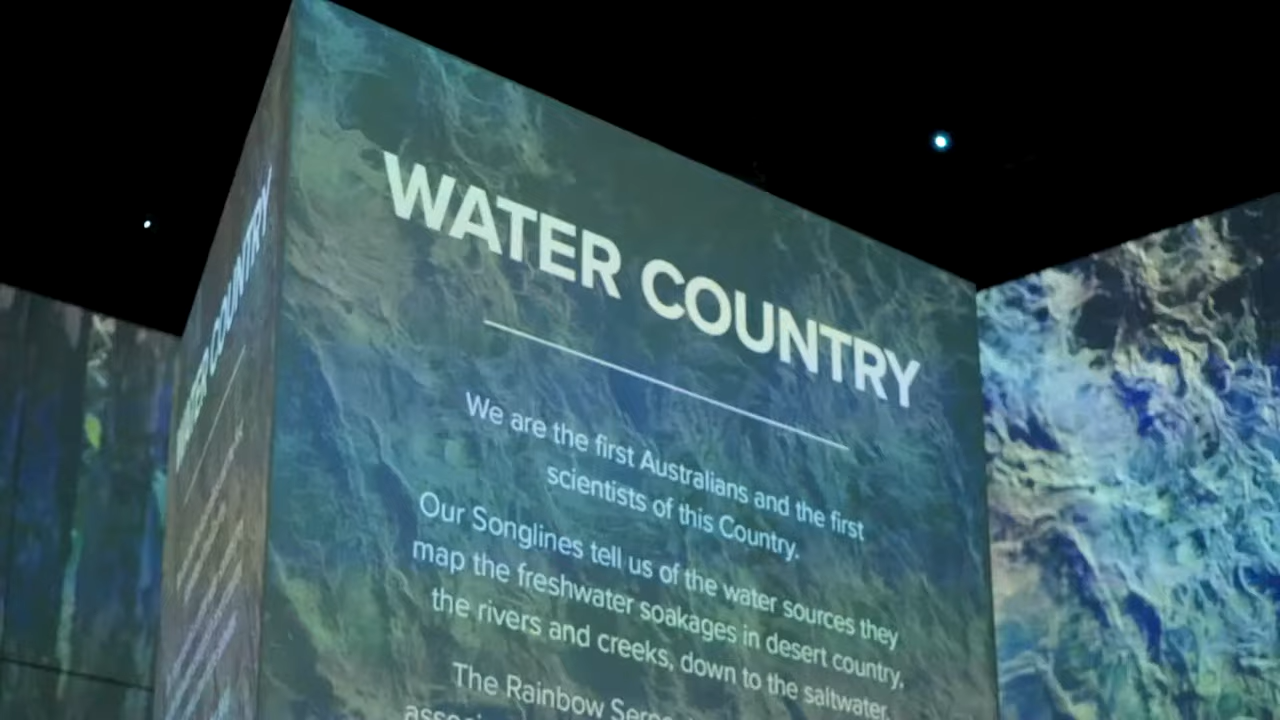 WATER COUNTRY
We are the first Australians and the first
scientists of this Country.
Our Songlines tell us of the water sources they
map the freshwater soakages in desert country,
the rivers and creeks, down to the saltwater.
The Rainbow
WATER COUNTRY